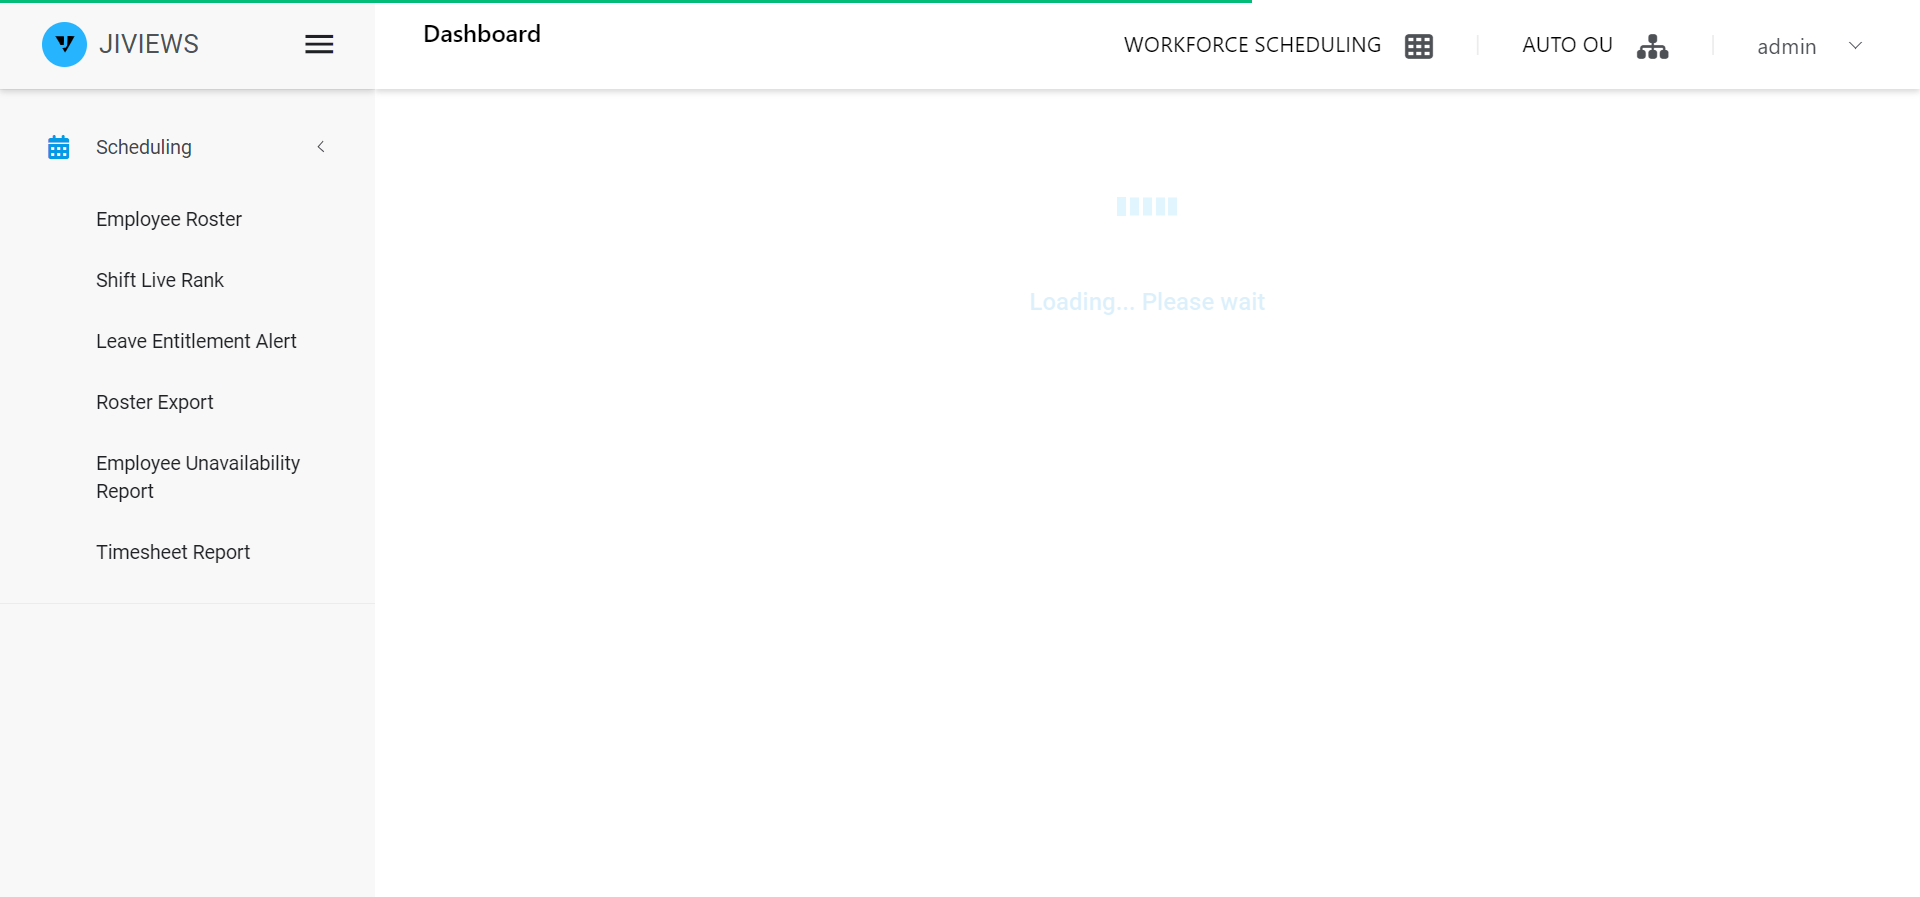 JIVIEWS
Dashboard
WORKFORCE SCHEDULING
AUTO OU
admin
Scheduling
Employee Roster
Shift Live Rank
Leave Entitlement Alert
Roster Export
Employee Unavailability
Report
Timesheet Report
Loading... Please wait